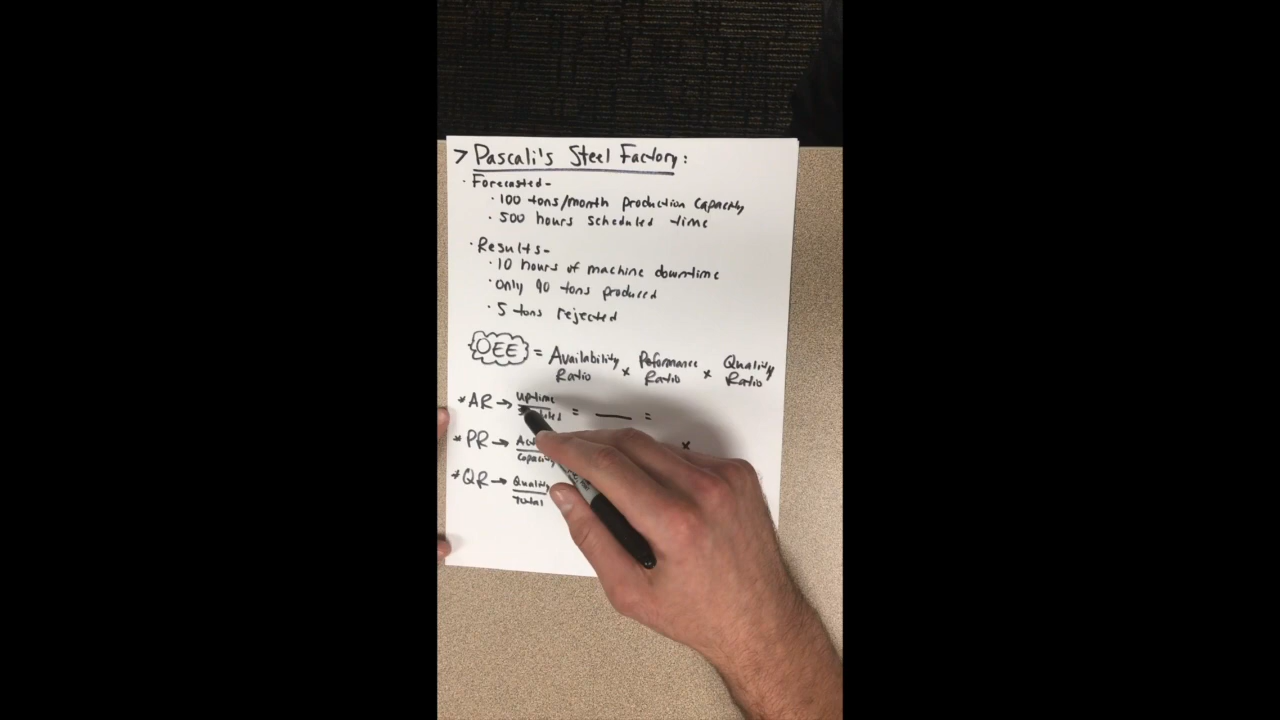 > Pascali's Steel Factory:
• Forecasted-
• 100 tons/month production capacity
• 500 hours scheduled time
• Results-
• 10 hours of machine downtime
• Only 90 tons produced
• 5 tons rejected
OEE = Availability Ratio x Peformance Ratio x Quality Ratio
* AR → Uptime
= __ =
* PR →
Capacity
x
* QR → Quality
Total